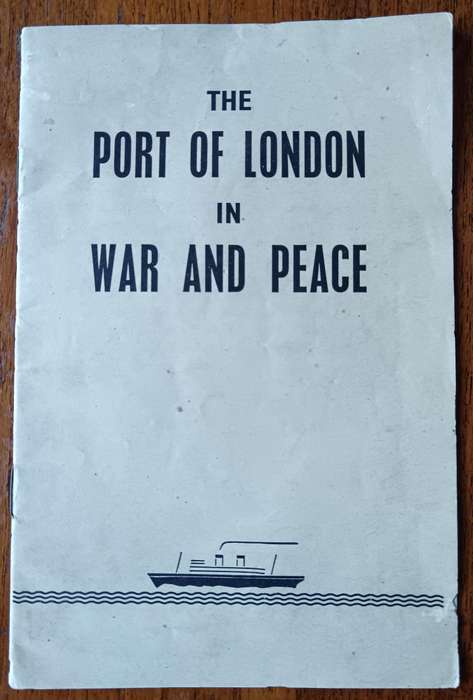 THE
PORT OF LONDON
IN
WAR AND PEACE